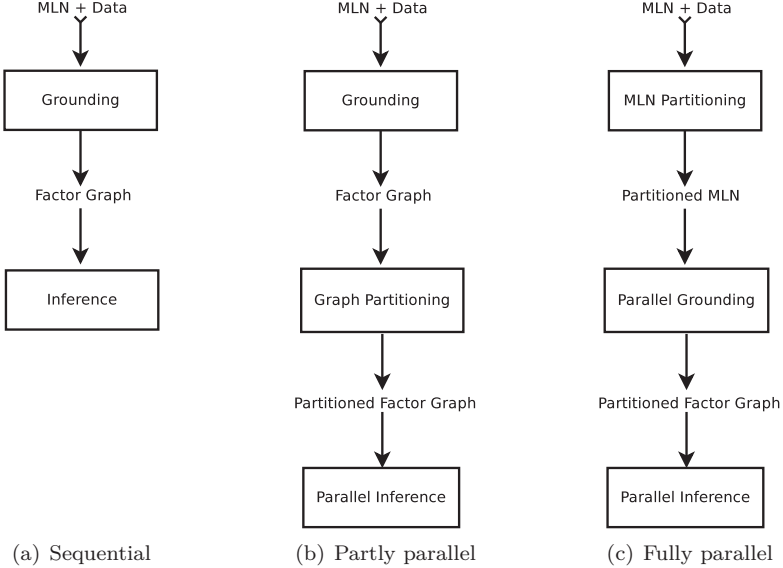 MLN + Data
Grounding
Factor Graph
Inference
(a) Sequential
MLN + Data
Grounding
Factor Graph
Graph Partitioning
Partitioned Factor Graph
Parallel Inference
(b) Partly parallel
MLN + Data
MLN Partitioning
Partitioned MLN
Parallel Grounding
Partitioned Factor Graph
Parallel Inference
(c) Fully parallel